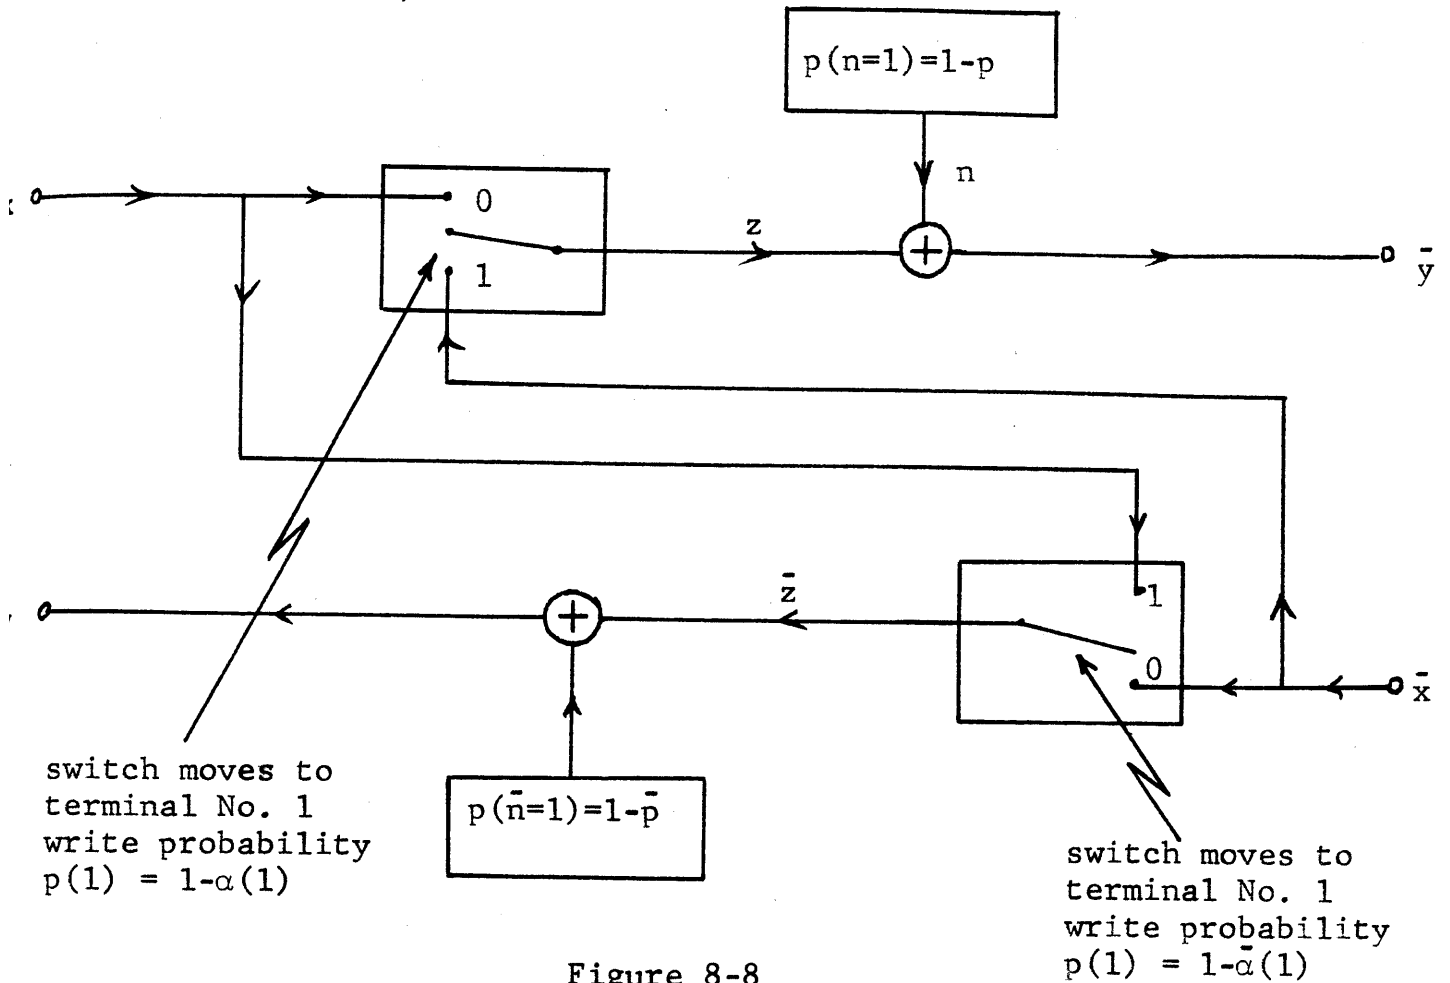 p(n=1)=1-p
n
0
z
1
ȳ
z̄
1
0
x̄
p(n̄=1)=1-p̄
switch moves to
terminal No. 1
write probability
p(1) = 1-α(1)
switch moves to
terminal No. 1
write probability
p(1) = 1-ᾱ(1)
Figure 8-8